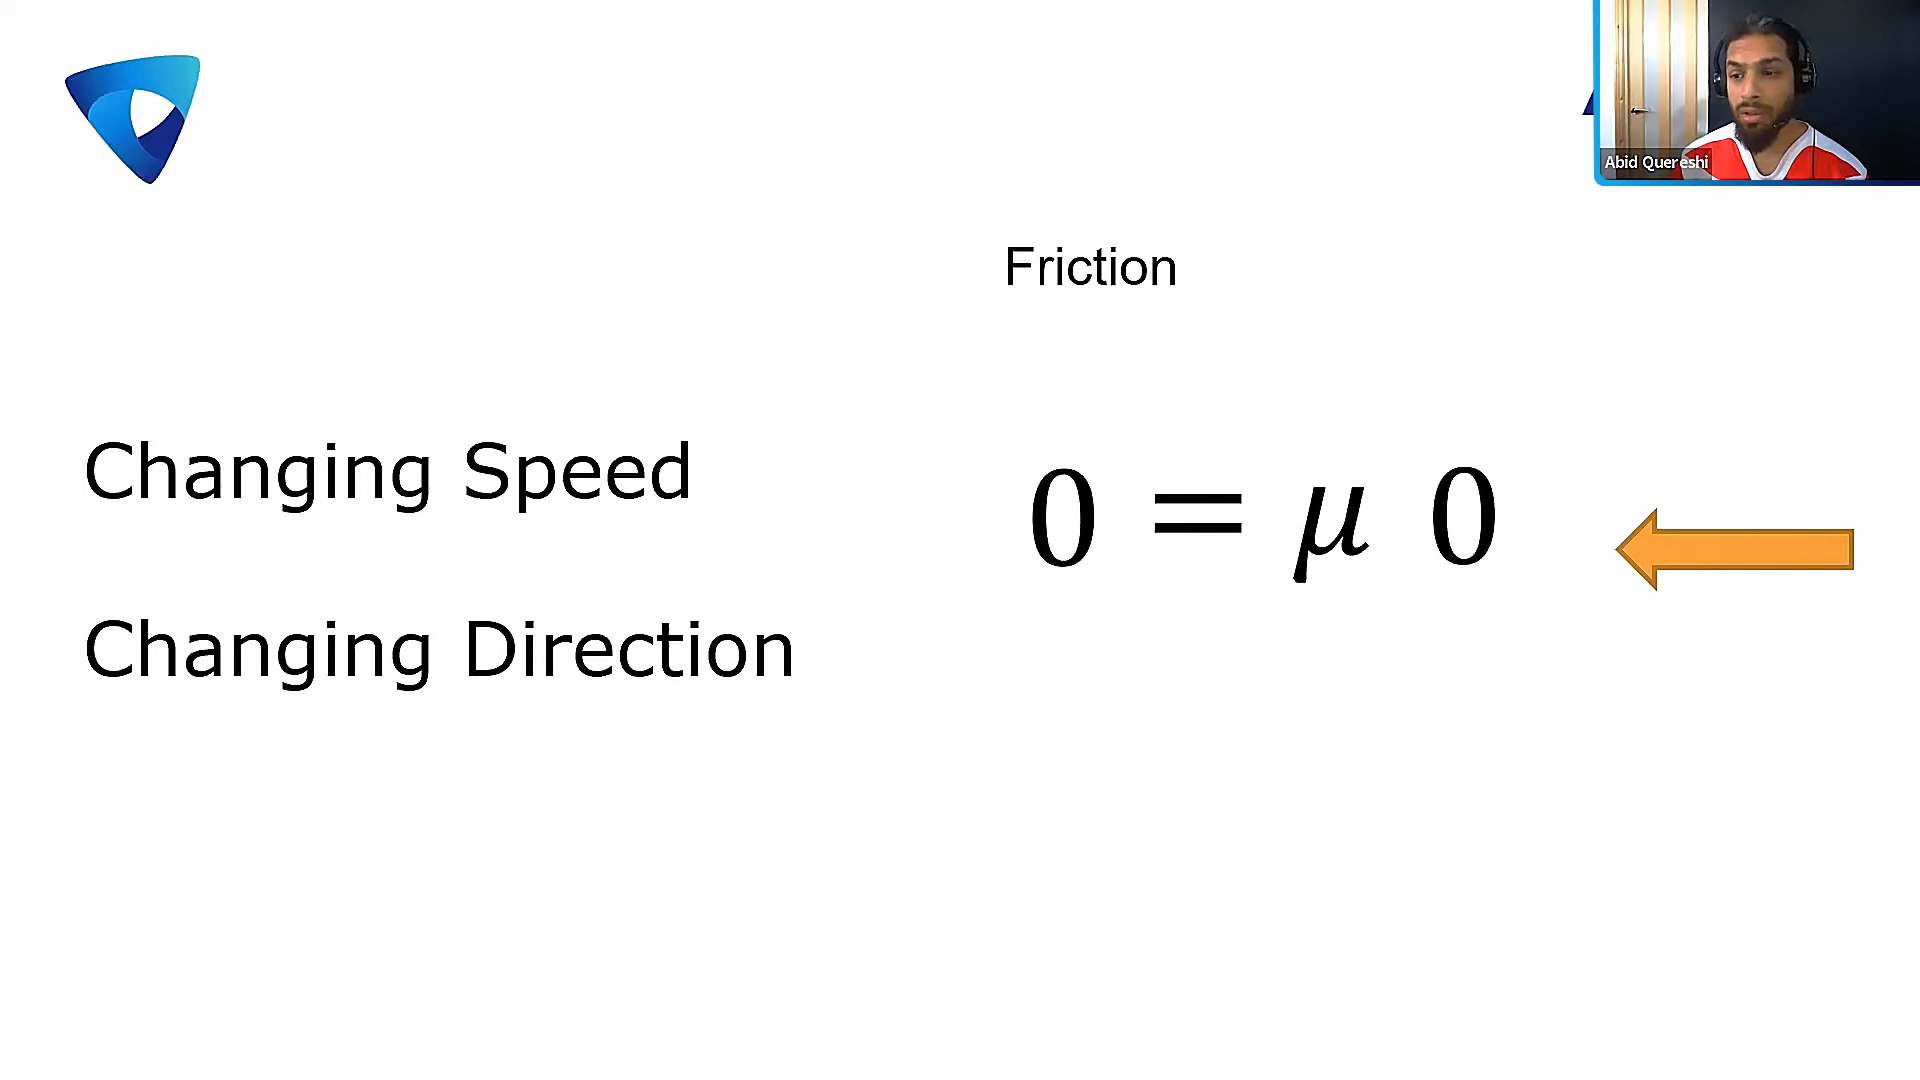 Abid Quereshi
Friction
Changing Speed
0 = μ 0
Changing Direction